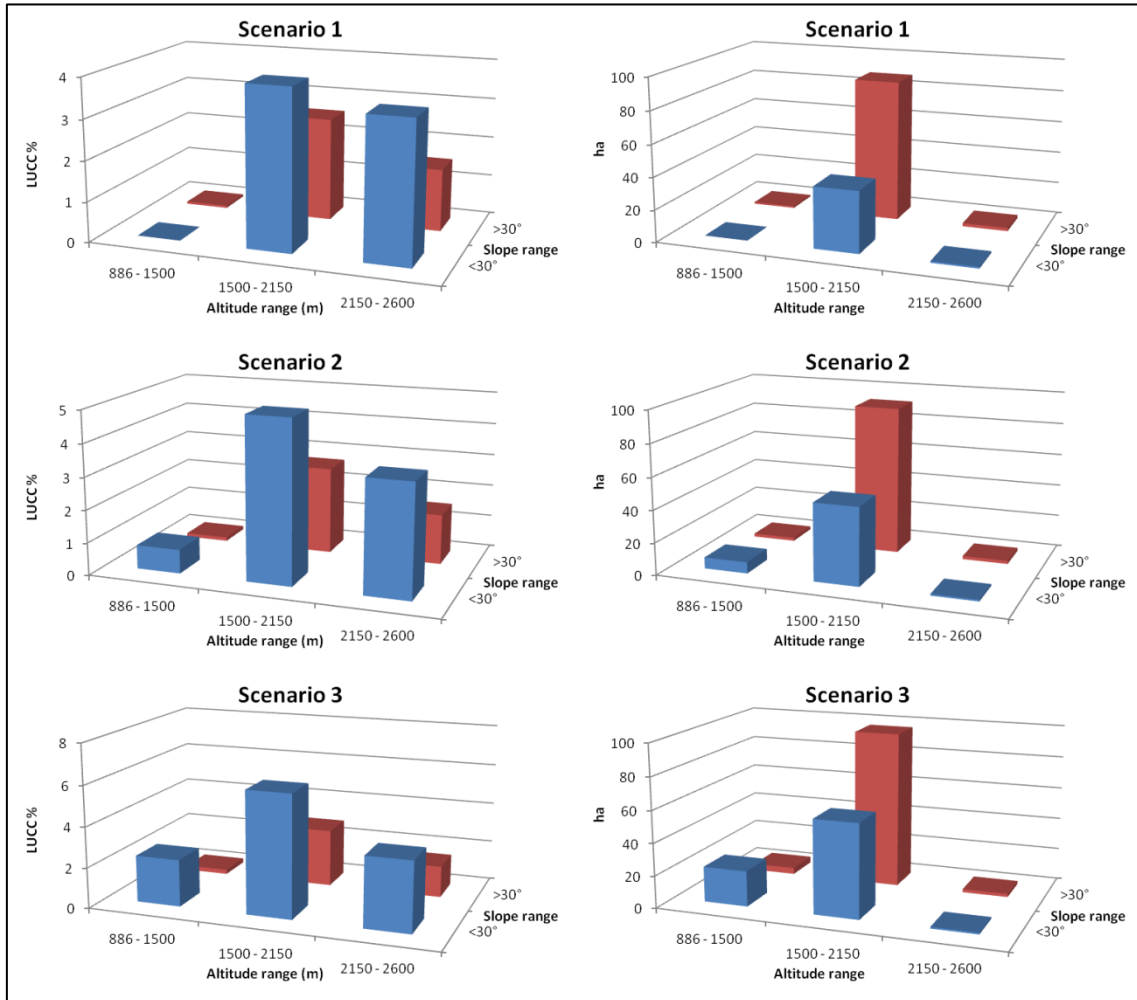 Scenario 1
4
3
2
1
0
LUCC %
>30°
Slope range
<30°
886 - 1500
1500 - 2150
2150 - 2600
Altitude range (m)
Scenario 1
100
80
60
40
20
0
ha
>30°
Slope range
<30°
886 - 1500
1500 - 2150
2150 - 2600
Altitude range
Scenario 2
5
4
3
2
1
0
LUCC %
>30°
Slope range
<30°
886 - 1500
1500 - 2150
2150 - 2600
Altitude range (m)
Scenario 2
100
80
60
40
20
0
ha
>30°
Slope range
<30°
886 - 1500
1500 - 2150
2150 - 2600
Altitude range
Scenario 3
8
6
4
2
0
LUCC %
>30°
Slope range
<30°
886 - 1500
1500 - 2150
2150 - 2600
Altitude range (m)
Scenario 3
100
80
60
40
20
0
ha
>30°
Slope range
<30°
886 - 1500
1500 - 2150
2150 - 2600
Altitude range